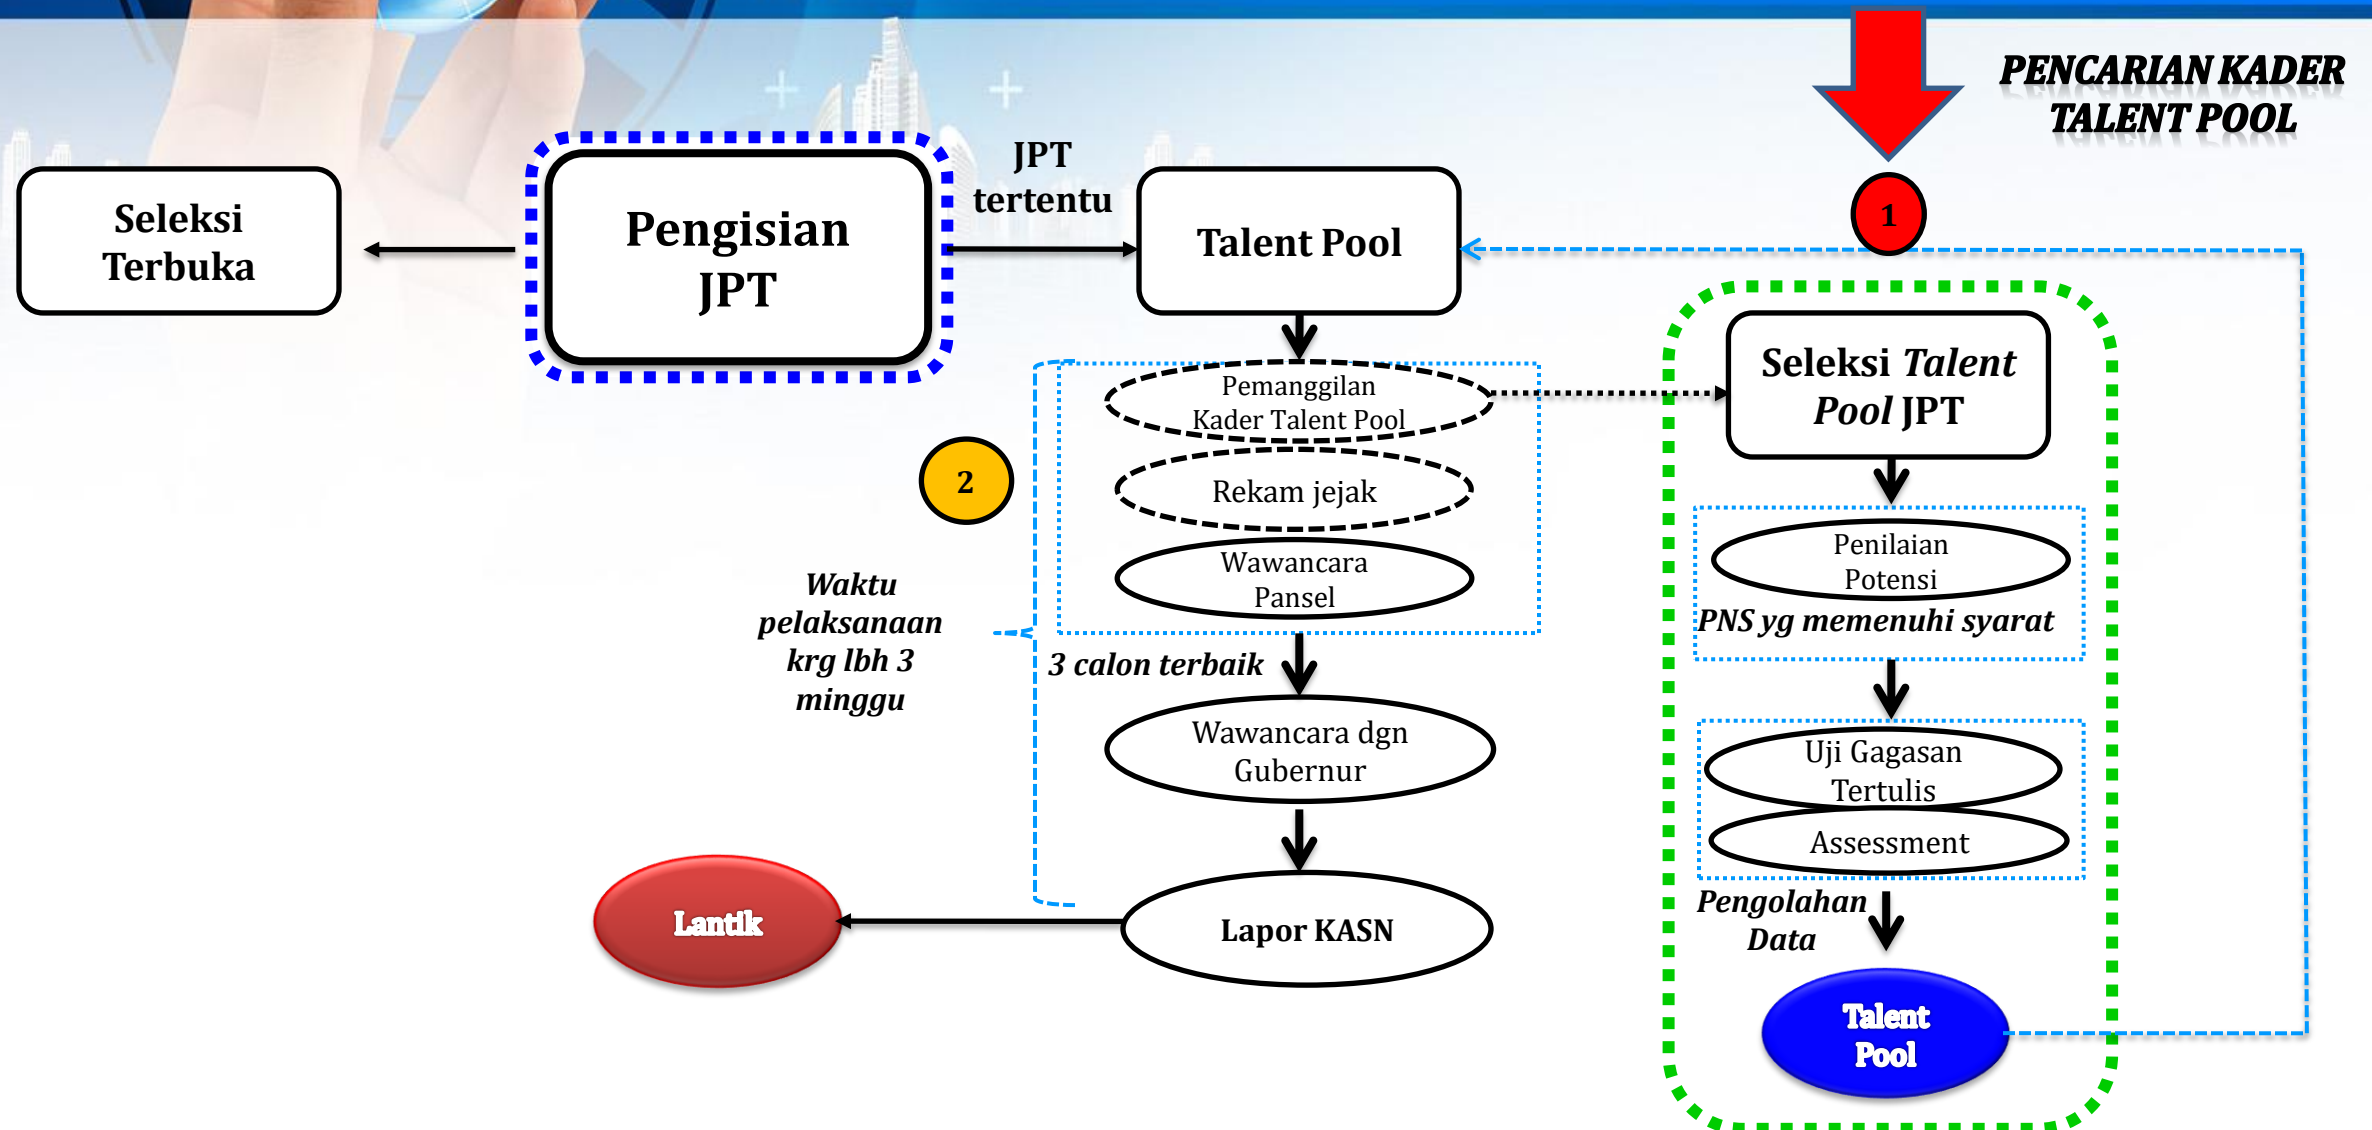 PENCARIAN KADER
TALENT POOL
1
Seleksi
Terbuka
Pengisian
JPT
JPT
tertentu
Talent Pool
Pemanggilan
Kader Talent Pool
Rekam jejak
Wawancara
Pansel
2
Waktu
pelaksanaan
krg lbh 3
minggu
3 calon terbaik
Wawancara dgn
Gubernur
Lapor KASN
Lantik
Seleksi Talent
Pool JPT
Penilaian
Potensi
PNS yg memenuhi syarat
Uji Gagasan
Tertulis
Assessment
Pengolahan
Data
Talent
Pool